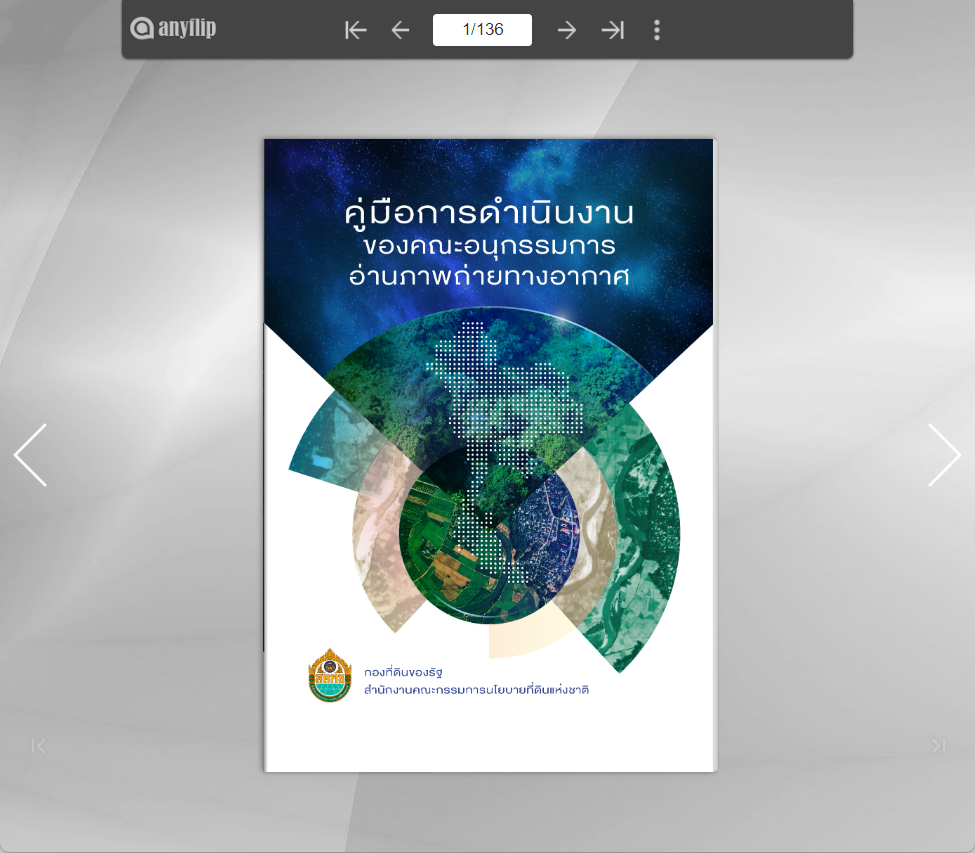 anyflip
1/136
คู่มือการดำเนินงาน
ของคณะอนุกรรมการ
อ่านภาพถ่ายทางอากาศ
สคทช
กองที่ดินของรัฐ
สำนักงานคณะกรรมการนโยบายที่ดินแห่งชาติ